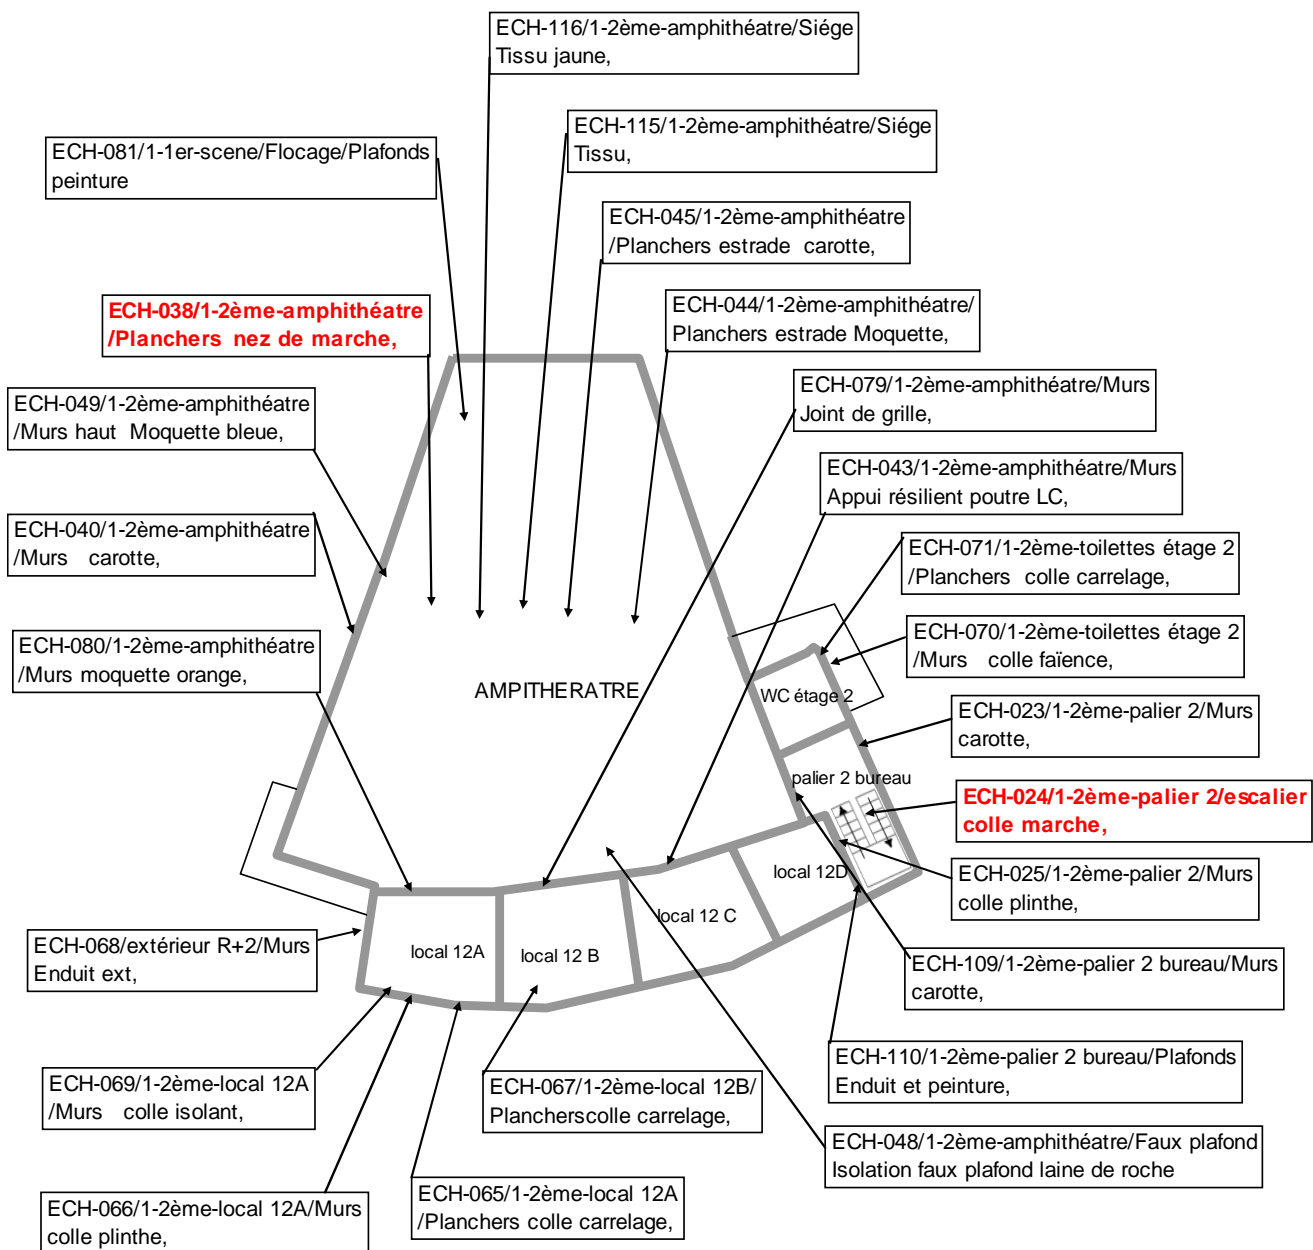 ECH-116/1-2ème-amphithéatre/Siége
Tissu jaune,
ECH-115/1-2ème-amphithéatre/Siége
Tissu,
ECH-081/1-1er-scene/Flocage/Plafonds
peinture
ECH-045/1-2ème-amphithéatre
/Planchers estrade carotte,
ECH-038/1-2ème-amphithéatre
/Planchers nez de marche,
ECH-044/1-2ème-amphithéatre/
Planchers estrade Moquette,
ECH-079/1-2ème-amphithéatre/Murs
Joint de grille,
ECH-049/1-2ème-amphithéatre
/Murs haut Moquette bleue,
ECH-043/1-2ème-amphithéatre/Murs
Appui résilient poutre LC,
ECH-040/1-2ème-amphithéatre
/Murs carotte,
ECH-071/1-2ème-toilettes étage 2
/Planchers colle carrelage,
ECH-080/1-2ème-amphithéatre
/Murs moquette orange,
ECH-070/1-2ème-toilettes étage 2
/Murs colle faïence,
AMPITHERATRE
WC étage 2
ECH-023/1-2ème-palier 2/Murs
carotte,
palier 2 bureau
ECH-024/1-2ème-palier 2/escalier
colle marche,
local 12D
ECH-025/1-2ème-palier 2/Murs
colle plinthe,
local 12 C
ECH-068/extérieur R+2/Murs
Enduit ext,
local 12A
local 12 B
ECH-109/1-2ème-palier 2 bureau/Murs
carotte,
ECH-110/1-2ème-palier 2 bureau/Plafonds
Enduit et peinture,
ECH-069/1-2ème-local 12A
/Murs colle isolant,
ECH-067/1-2ème-local 12B/
Plancherscolle carrelage,
ECH-048/1-2ème-amphithéatre/Faux plafond
Isolation faux plafond laine de roche
ECH-065/1-2ème-local 12A
/Planchers colle carrelage,
ECH-066/1-2ème-local 12A/Murs
colle plinthe,